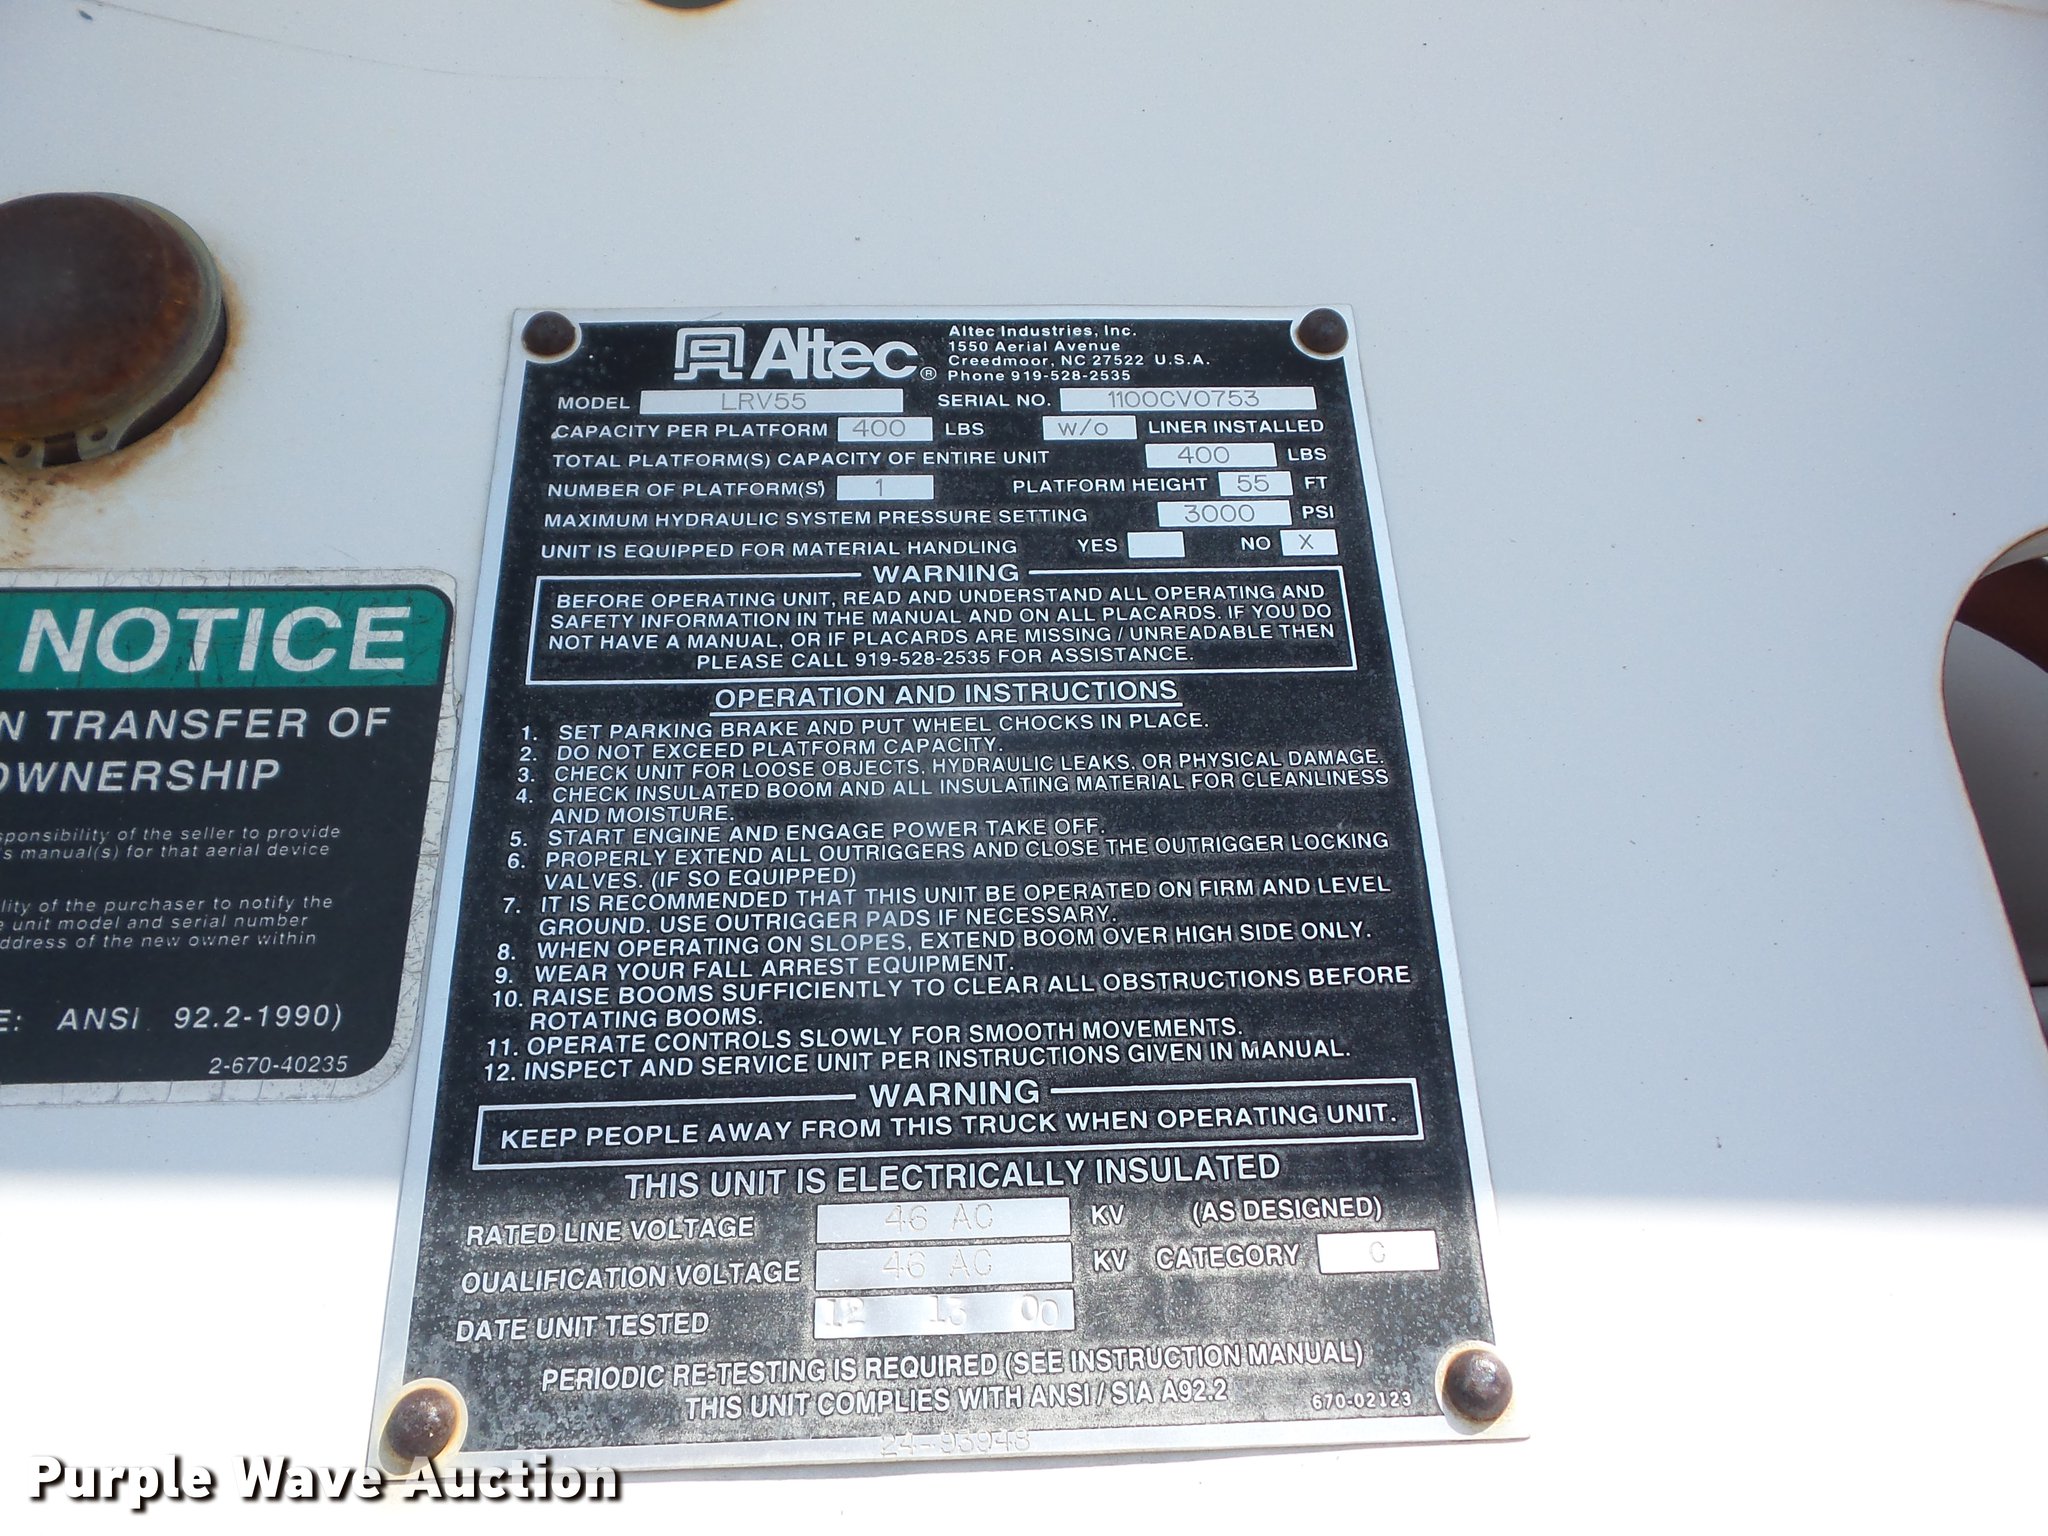 Altec®
Altec Industries, Inc.
1550 Aerial Avenue
Creedmoor, NC 27522 U.S.A.
Phone 919-528-2535
MODEL LRV55 SERIAL NO. 1100CV0753
CAPACITY PER PLATFORM 400 LBS W/O LINER INSTALLED
TOTAL PLATFORM(S) CAPACITY OF ENTIRE UNIT 400 LBS
NUMBER OF PLATFORM(S) 1 PLATFORM HEIGHT 55 FT
MAXIMUM HYDRAULIC SYSTEM PRESSURE SETTING 3000 PSI
UNIT IS EQUIPPED FOR MATERIAL HANDLING YES NO X
WARNING
BEFORE OPERATING UNIT, READ AND UNDERSTAND ALL OPERATING AND
SAFETY INFORMATION IN THE MANUAL AND ON ALL PLACARDS. IF YOU DO
NOT HAVE A MANUAL, OR IF PLACARDS ARE MISSING / UNREADABLE THEN
PLEASE CALL 919-528-2535 FOR ASSISTANCE.
OPERATION AND INSTRUCTIONS
1. SET PARKING BRAKE AND PUT WHEEL CHOCKS IN PLACE.
2. DO NOT EXCEED PLATFORM CAPACITY.
3. CHECK UNIT FOR LOOSE OBJECTS, HYDRAULIC LEAKS, OR PHYSICAL DAMAGE.
4. CHECK INSULATED BOOM AND ALL INSULATING MATERIAL FOR CLEANLINESS
AND MOISTURE.
5. START ENGINE AND ENGAGE POWER TAKE OFF.
6. PROPERLY EXTEND ALL OUTRIGGERS AND CLOSE THE OUTRIGGER LOCKING
VALVES. (IF SO EQUIPPED)
7. IT IS RECOMMENDED THAT THIS UNIT BE OPERATED ON FIRM AND LEVEL
GROUND. USE OUTRIGGER PADS IF NECESSARY.
8. WHEN OPERATING ON SLOPES, EXTEND BOOM OVER HIGH SIDE ONLY.
9. WEAR YOUR FALL ARREST EQUIPMENT.
10. RAISE BOOMS SUFFICIENTLY TO CLEAR ALL OBSTRUCTIONS BEFORE
ROTATING BOOMS.
11. OPERATE CONTROLS SLOWLY FOR SMOOTH MOVEMENTS.
12. INSPECT AND SERVICE UNIT PER INSTRUCTIONS GIVEN IN MANUAL.
WARNING
KEEP PEOPLE AWAY FROM THIS TRUCK WHEN OPERATING UNIT.
THIS UNIT IS ELECTRICALLY INSULATED
RATED LINE VOLTAGE 46 AC KV (AS DESIGNED)
QUALIFICATION VOLTAGE 46 AC KV CATEGORY C
DATE UNIT TESTED 12 13 00
PERIODIC RE-TESTING IS REQUIRED (SEE INSTRUCTION MANUAL)
THIS UNIT COMPLIES WITH ANSI / SIA A92.2
670-02123
24-93948
NOTICE
N TRANSFER OF
OWNERSHIP
sponsibility of the seller to provide
's manual(s) for that aerial device
lity of the purchaser to notify the
e unit model and serial number
ddress of the new owner within
E: ANSI 92.2-1990)
2-670-40235
Purple Wave Auction